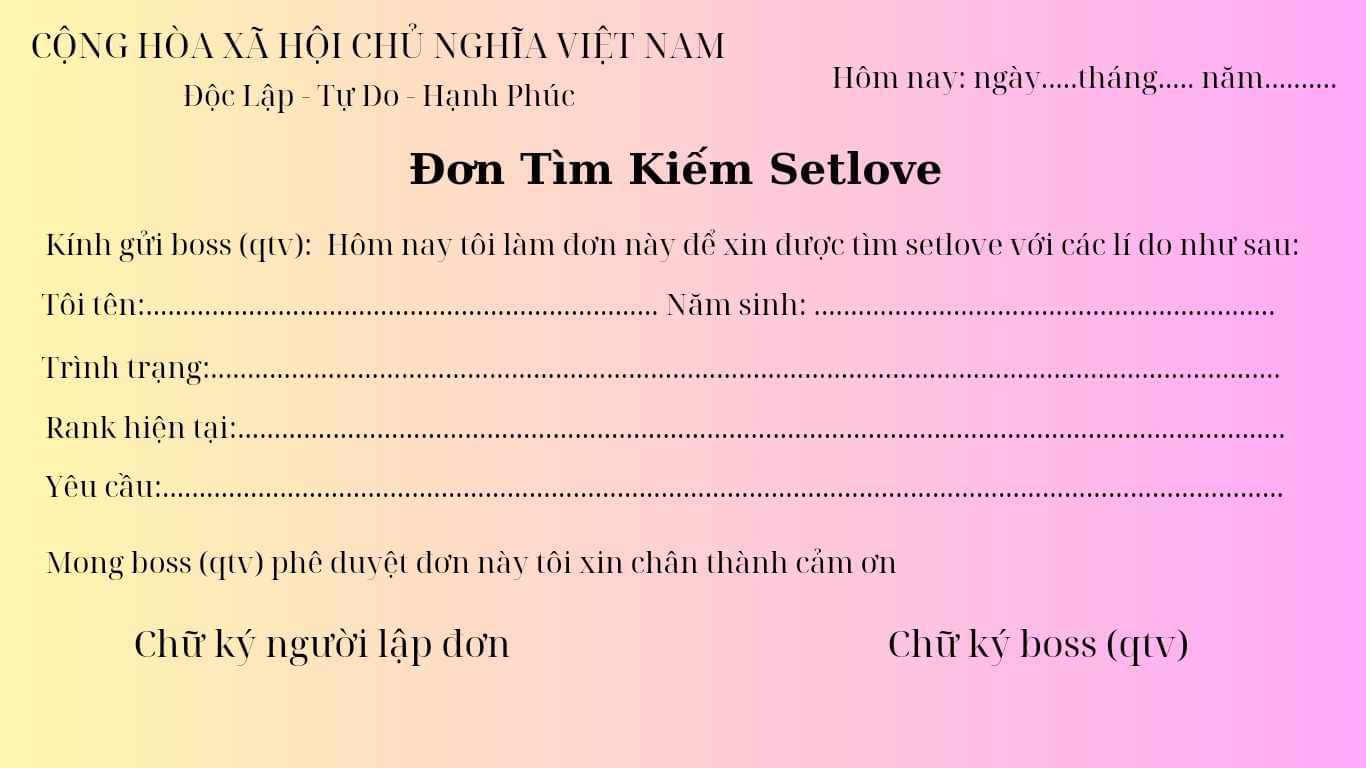 CỘNG HÒA XÃ HỘI CHỦ NGHĨA VIỆT NAM
Độc Lập - Tự Do - Hạnh Phúc
Hôm nay: ngày.....tháng..... năm..........
Đơn Tìm Kiếm Setlove
Kính gửi boss (qtv): Hôm nay tôi làm đơn này để xin được tìm setlove với các lí do như sau:
Tôi tên:...................................................................... Năm sinh: ...............................................................
Trình trạng:..................................................................................................................................................
Rank hiện tại:...............................................................................................................................................
Yêu cầu:.........................................................................................................................................................
Mong boss (qtv) phê duyệt đơn này tôi xin chân thành cảm ơn
Chữ ký người lập đơn Chữ ký boss (qtv)